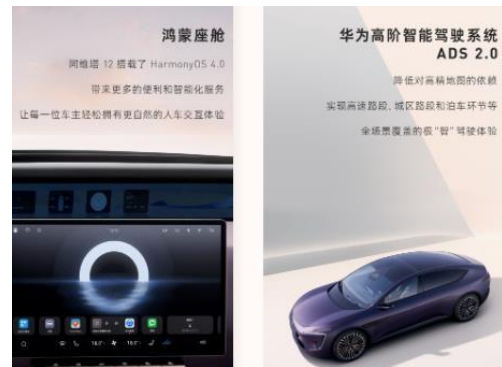 鸿蒙座舱
阿维塔 12 搭载了 HarmonyOS 4.0
带来更多的便利和智能化服务
让每一位车主轻松拥有更自然的人车交互体验
华为高阶智能驾驶系统
ADS 2.0
降低对高精地图的依赖
实现高速路段、城区路段和泊车环节等
全场景覆盖的极“智”驾驶体验